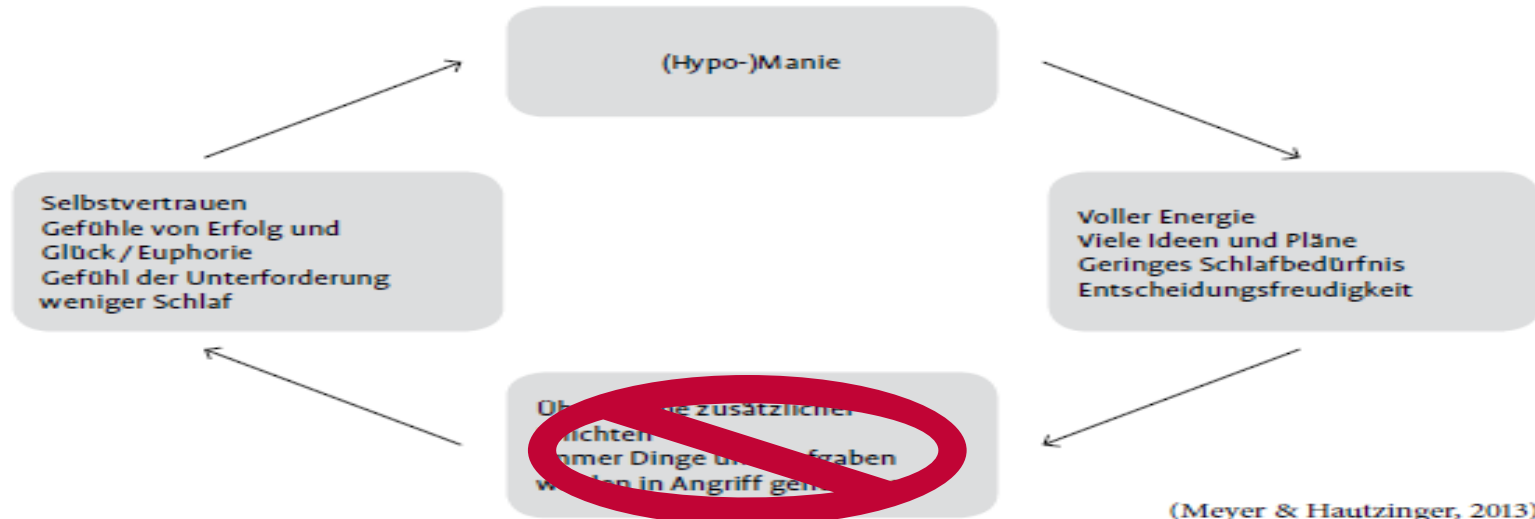 (Hypo-)Manie
Selbstvertrauen
Gefühle von Erfolg und
Glück / Euphorie
Gefühl der Unterforderung
weniger Schlaf
Voller Energie
Viele Ideen und Pläne
Geringes Schlafbedürfnis
Entscheidungsfreudigkeit
zusätzlicher
Dinge
in Angriff
(Meyer & Hautzinger, 2013)